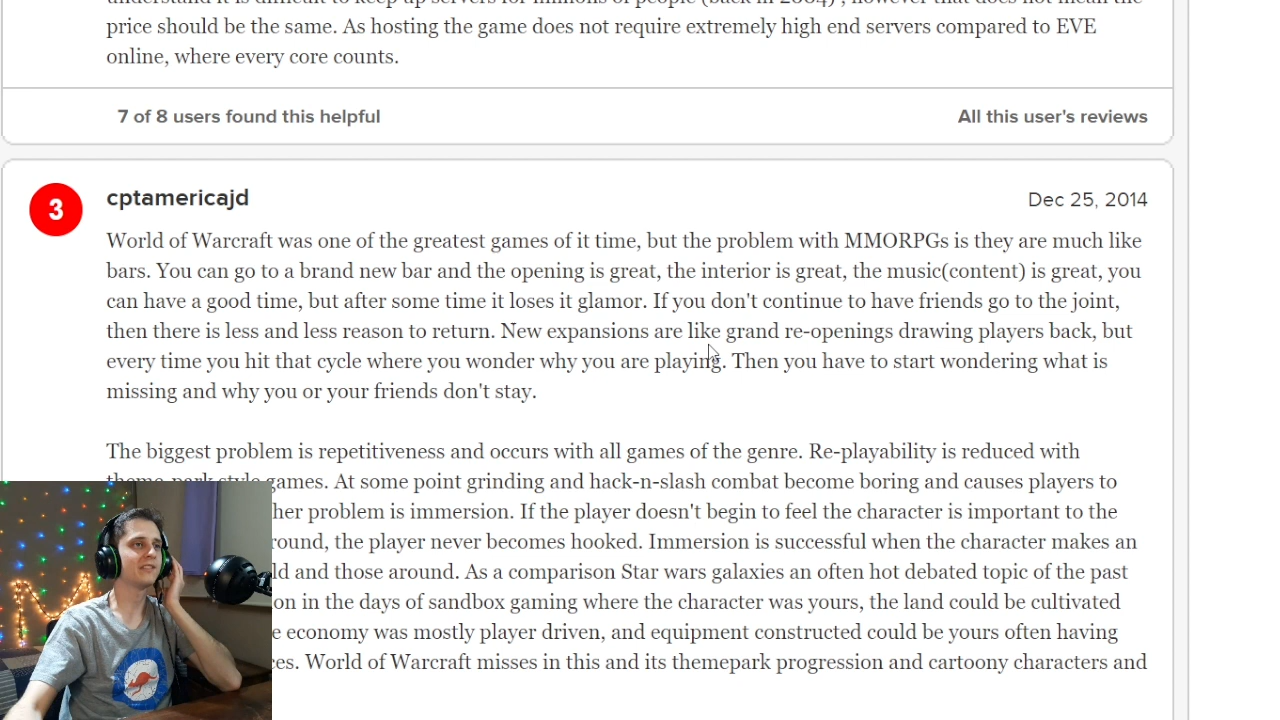 price should be the same. As hosting the game does not require extremely high end servers compared to EVE
online, where every core counts.
7 of 8 users found this helpful
All this user's reviews
3
cptamericajd
Dec 25, 2014
World of Warcraft was one of the greatest games of it time, but the problem with MMORPGs is they are much like
bars. You can go to a brand new bar and the opening is great, the interior is great, the music(content) is great, you
can have a good time, but after some time it loses it glamor. If you don't continue to have friends go to the joint,
then there is less and less reason to return. New expansions are like grand re-openings drawing players back, but
every time you hit that cycle where you wonder why you are playing. Then you have to start wondering what is
missing and why you or your friends don't stay.
The biggest problem is repetitiveness and occurs with all games of the genre. Re-playability is reduced with
games. At some point grinding and hack-n-slash combat become boring and causes players to
her problem is immersion. If the player doesn't begin to feel the character is important to the
round, the player never becomes hooked. Immersion is successful when the character makes an
ld and those around. As a comparison Star wars galaxies an often hot debated topic of the past
on in the days of sandbox gaming where the character was yours, the land could be cultivated
e economy was mostly player driven, and equipment constructed could be yours often having
ces. World of Warcraft misses in this and its themepark progression and cartoony characters and